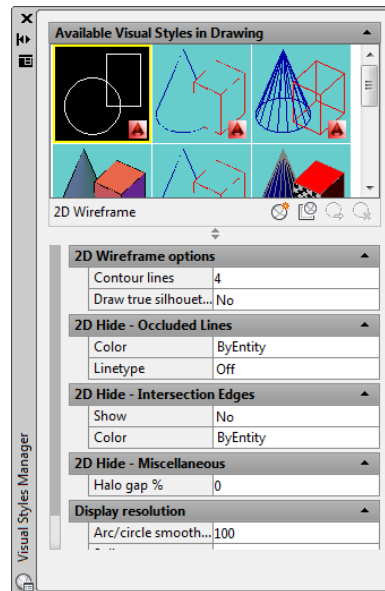 Available Visual Styles in Drawing
2D Wireframe
2D Wireframe options
Contour lines 4
Draw true silhouet... No
2D Hide - Occluded Lines
Color ByEntity
Linetype Off
2D Hide - Intersection Edges
Show No
Color ByEntity
2D Hide - Miscellaneous
Halo gap % 0
Display resolution
Arc/circle smooth... 100
Visual Styles Manager